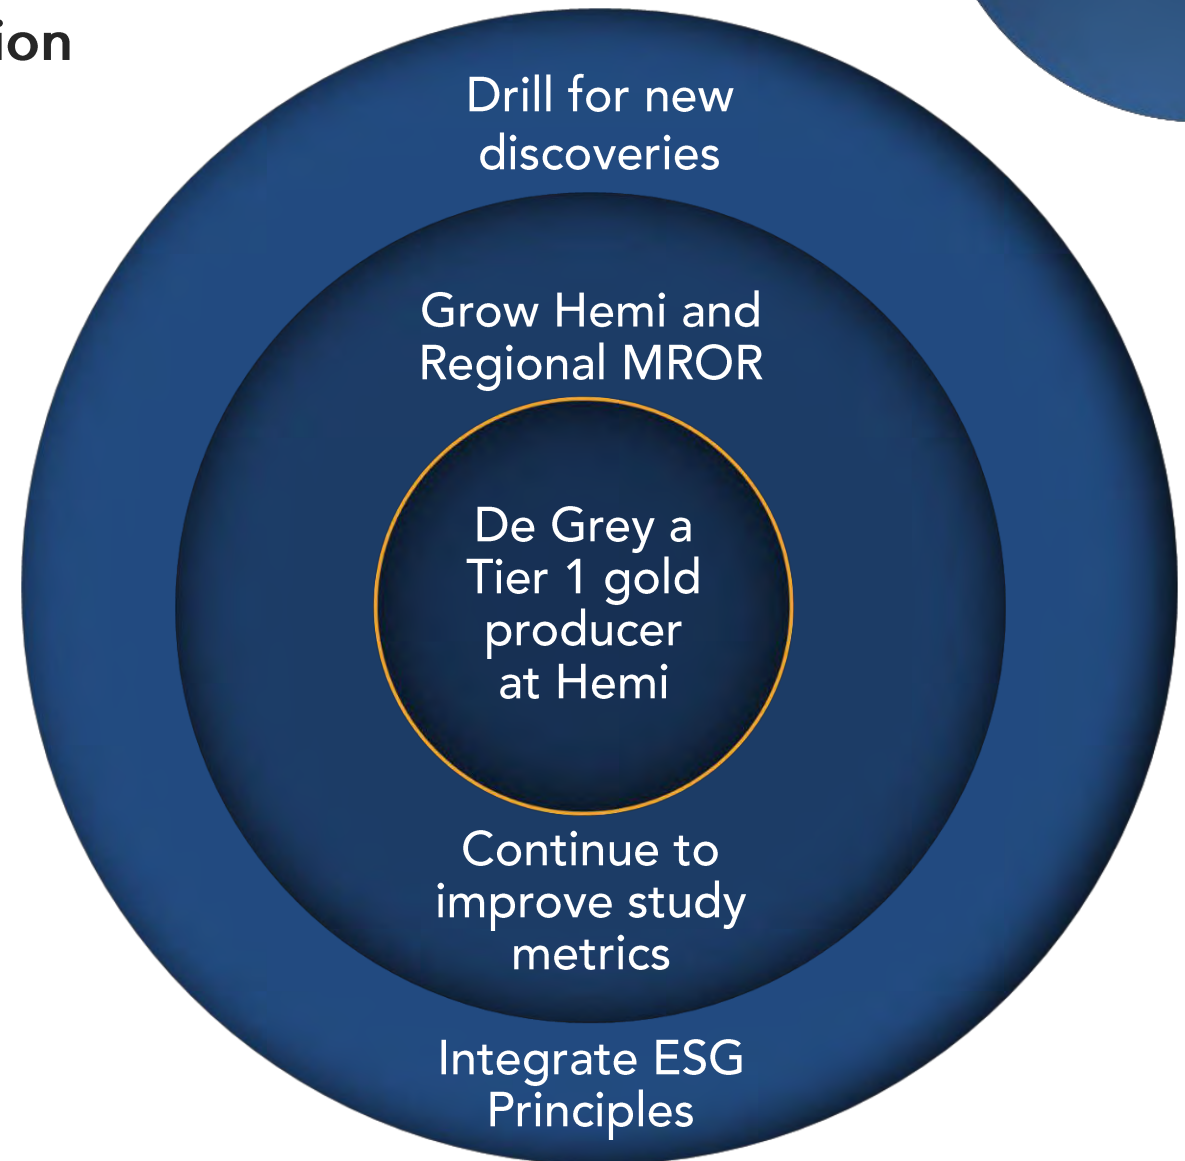 ion
Drill for new
discoveries
Grow Hemi and
Regional MROR
De Grey a
Tier 1 gold
producer
at Hemi
Continue to
improve study
metrics
Integrate ESG
Principles